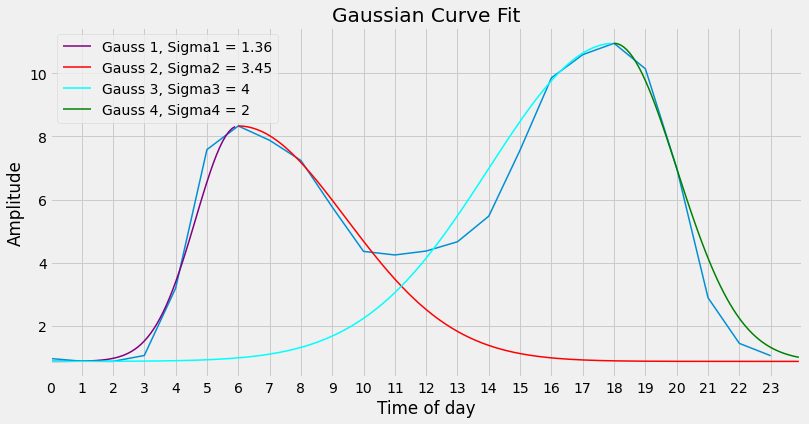 Gaussian Curve Fit
Gauss 1, Sigma1 = 1.36
Gauss 2, Sigma2 = 3.45
Gauss 3, Sigma3 = 4
Gauss 4, Sigma4 = 2
Amplitude
10
8
6
4
2
0 1 2 3 4 5 6 7 8 9 10 11 12 13 14 15 16 17 18 19 20 21 22 23
Time of day